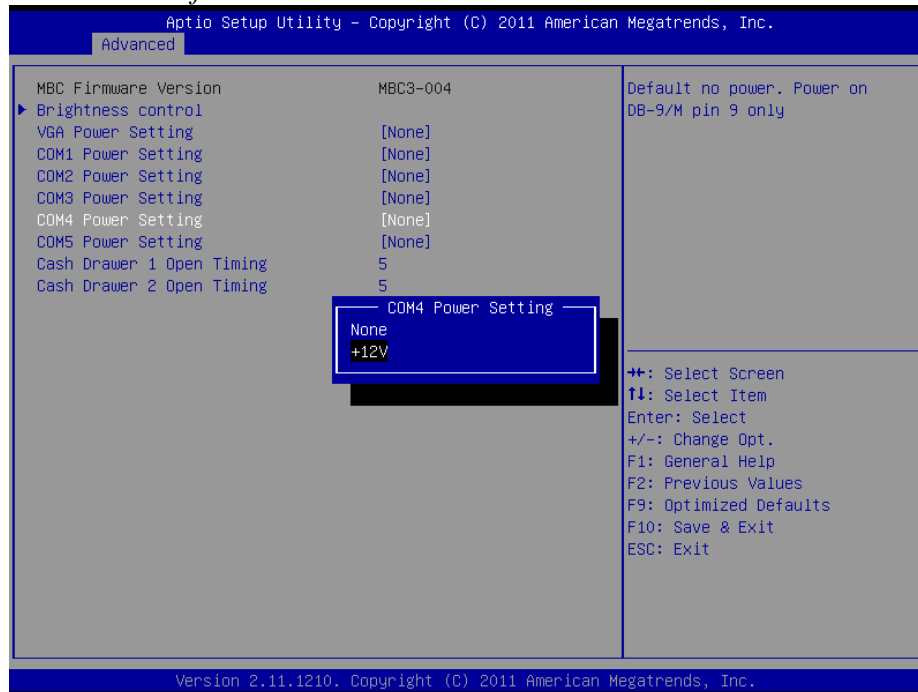 Aptio Setup Utility – Copyright (C) 2011 American Megatrends, Inc.
Advanced
MBC Firmware Version MBC3-004
Brightness control
VGA Power Setting [None]
COM1 Power Setting [None]
COM2 Power Setting [None]
COM3 Power Setting [None]
COM4 Power Setting [None]
COM5 Power Setting [None]
Cash Drawer 1 Open Timing 5
Cash Drawer 2 Open Timing 5
COM4 Power Setting
None
+12V
Default no power. Power on
DB-9/M pin 9 only
→←: Select Screen
↑↓: Select Item
Enter: Select
+/-: Change Opt.
F1: General Help
F2: Previous Values
F9: Optimized Defaults
F10: Save & Exit
ESC: Exit
Version 2.11.1210. Copyright (C) 2011 American Megatrends, Inc.